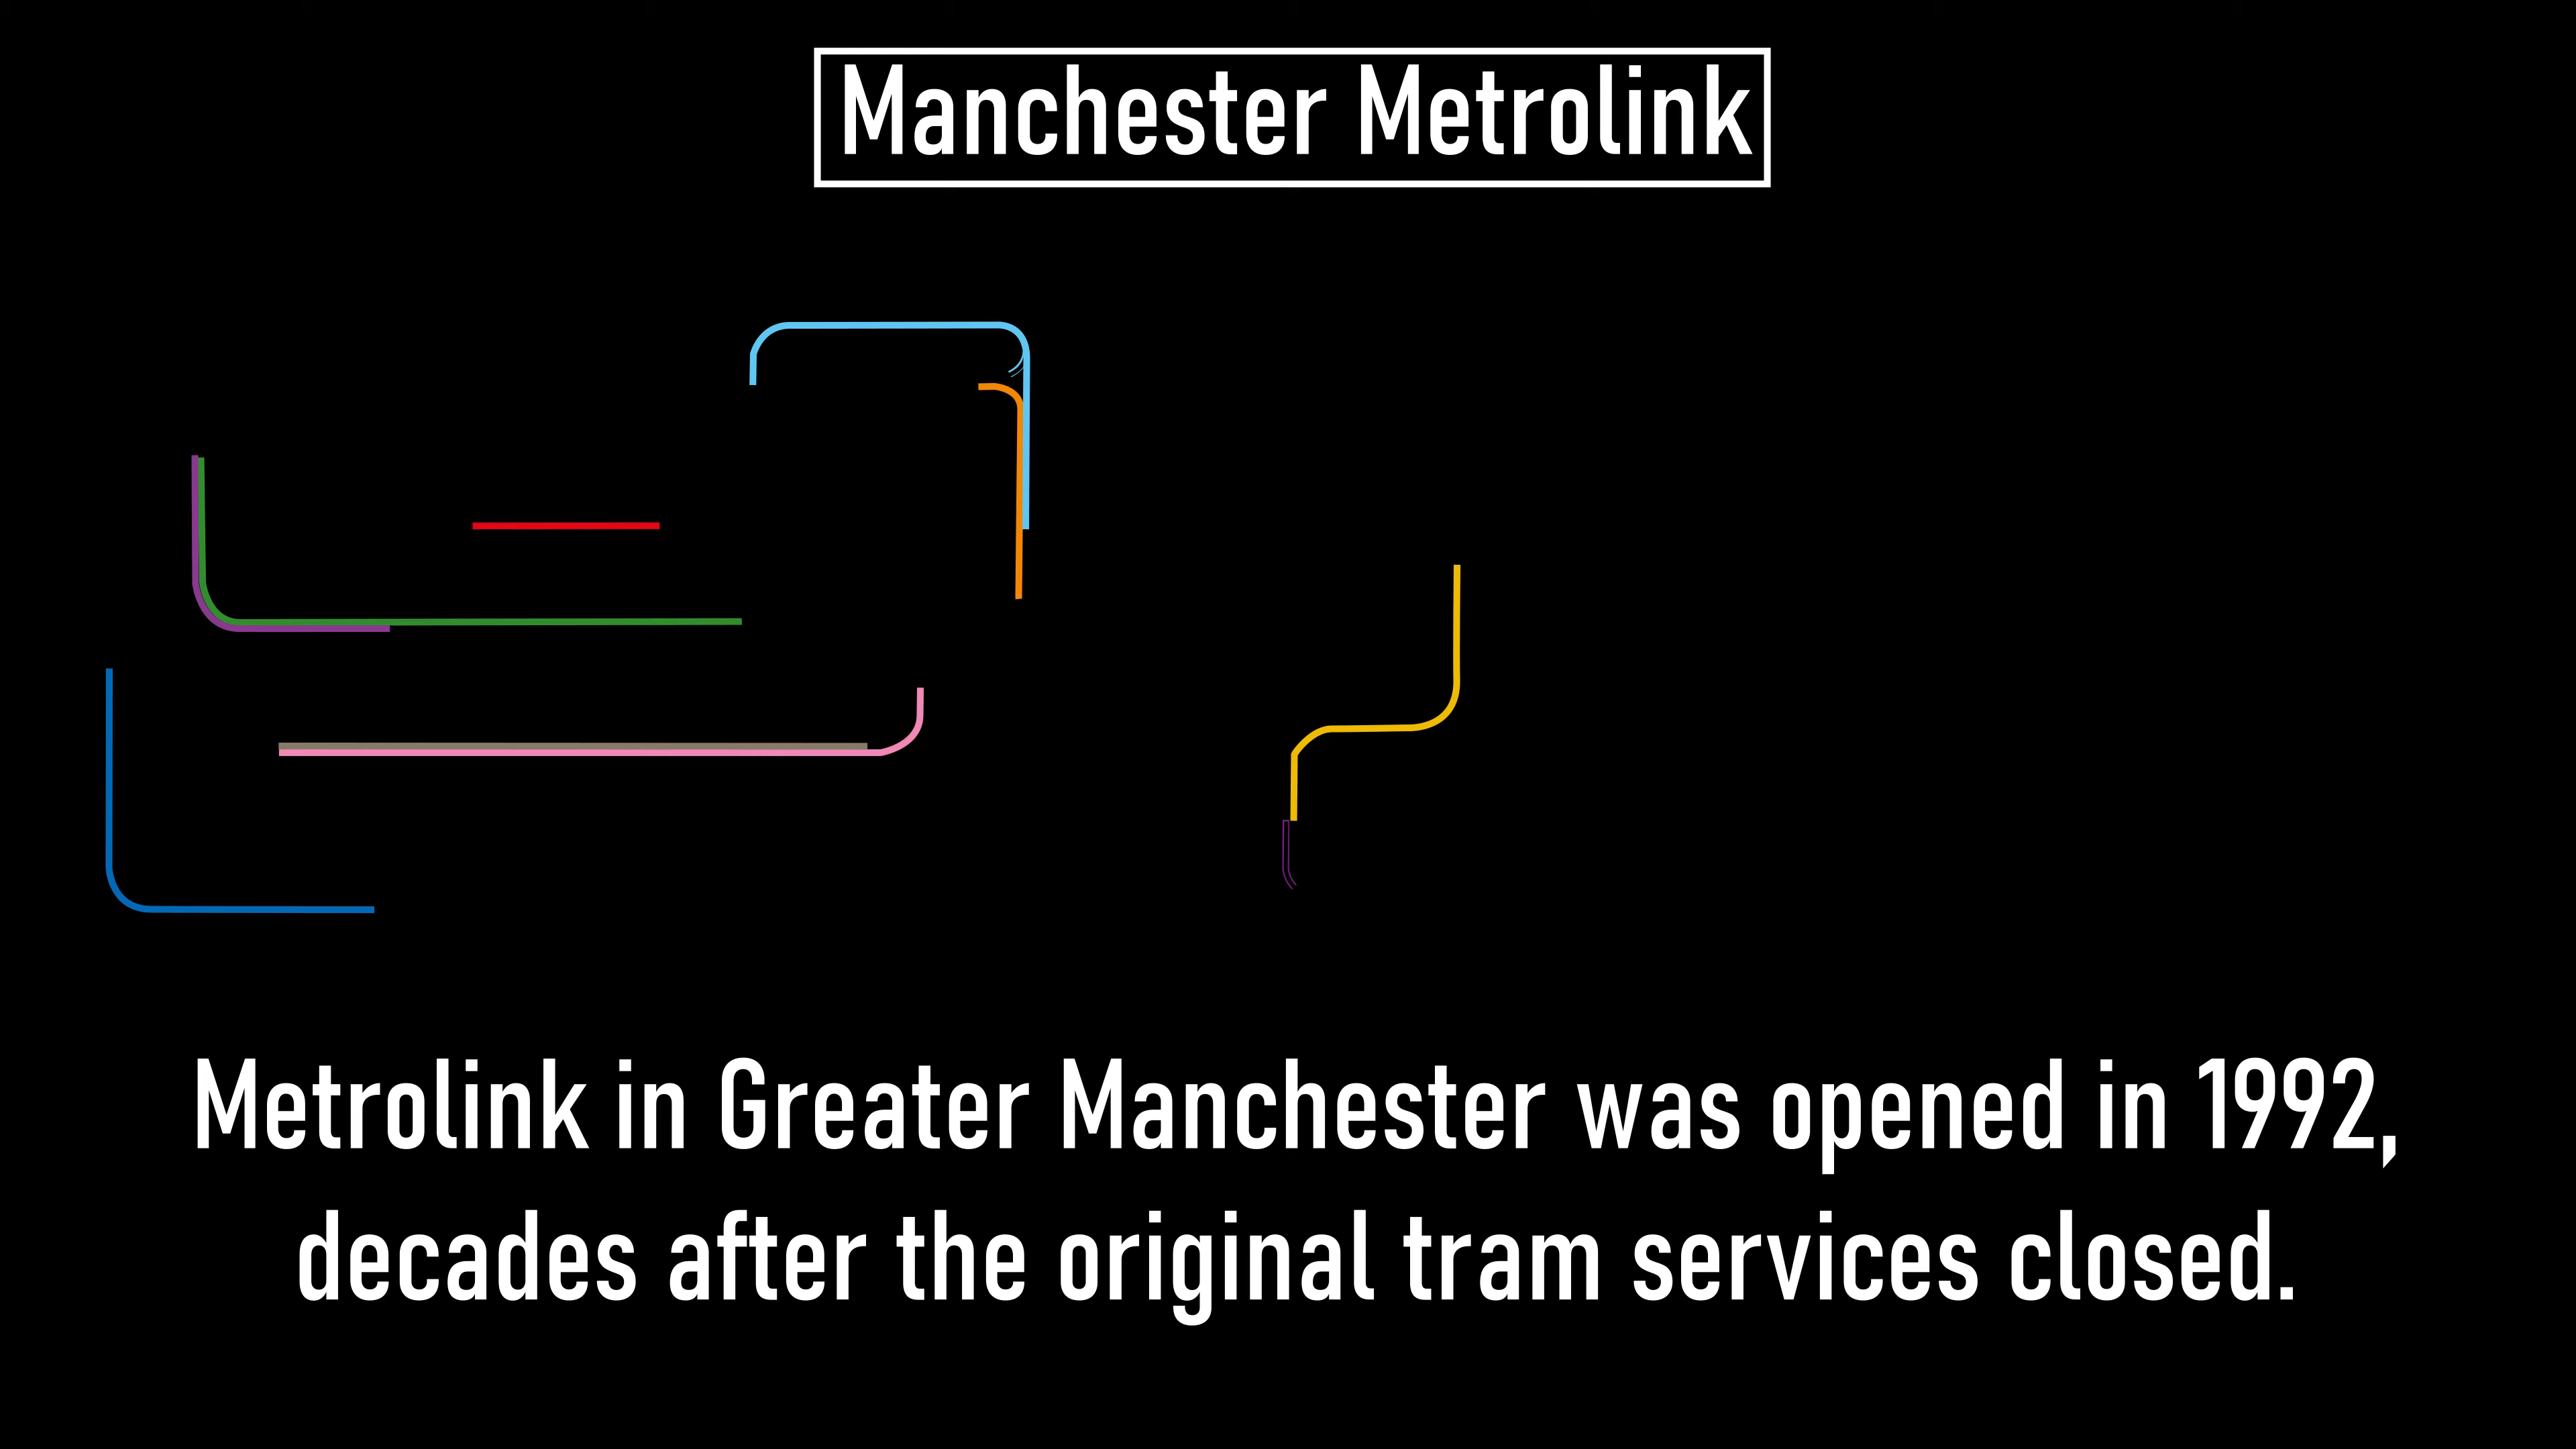 Manchester Metrolink
Metrolink in Greater Manchester was opened in 1992,
decades after the original tram services closed.